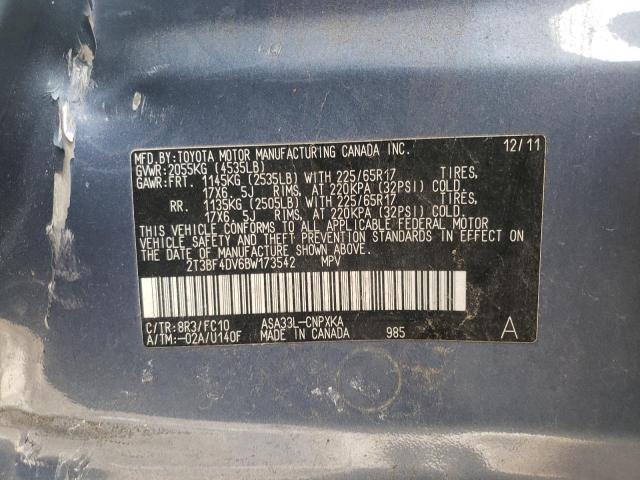 MFD. BY: TOYOTA MOTOR MANUFACTURING CANADA INC. 12/11
GVWR: 2055KG (4535LB)
GAWR: FRT. 1145KG (2535LB) WITH 225/65R17 TIRES,
17X6. 5J RIMS, AT 220KPA (32PSI) COLD.
RR. 1135KG (2505LB) WITH 225/65R17 TIRES,
17X6. 5J RIMS, AT 220KPA (32PSI) COLD.
THIS VEHICLE CONFORMS TO ALL APPLICABLE FEDERAL MOTOR
VEHICLE SAFETY AND THEFT PREVENTION STANDARDS IN EFFECT ON
THE DATE OF MANUFACTURE SHOWN ABOVE.
2T3BF4DV6BW173542 MPV
C/TR: 8R3/FC10 ASA33L-CNPXKA
A/TM: -02A/U140F MADE IN CANADA 985 A